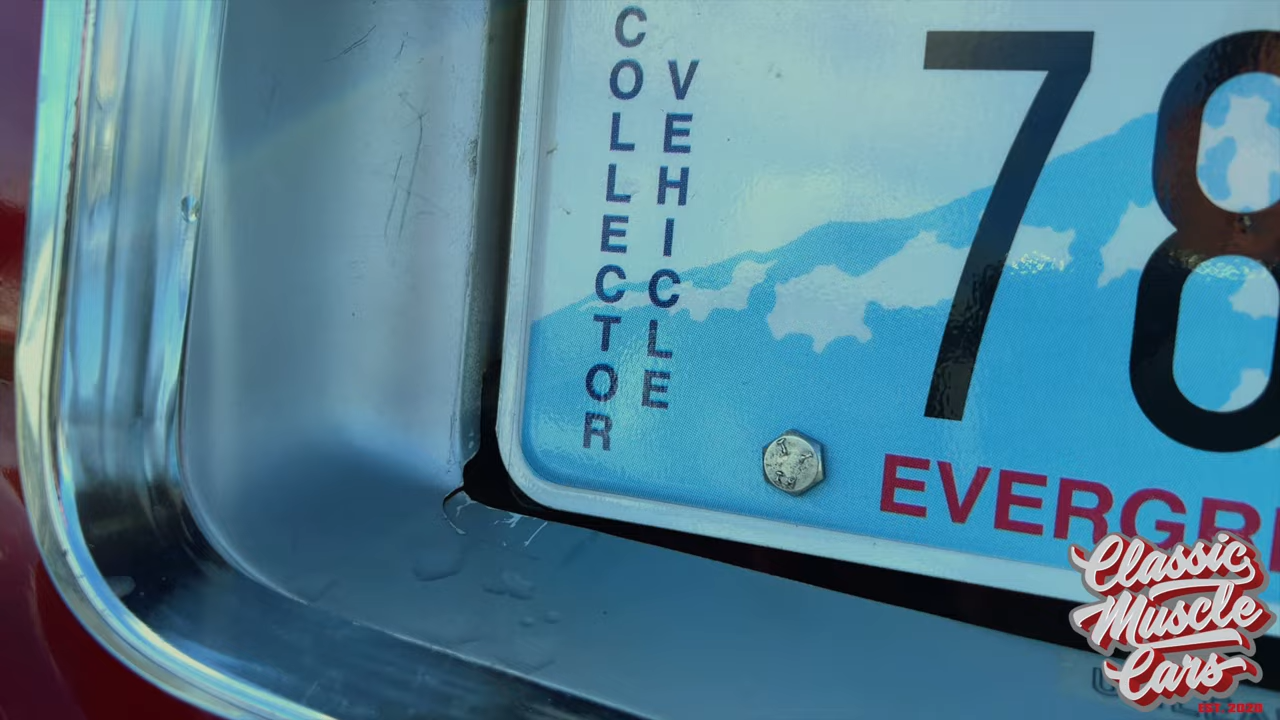 COLLECTOR
VEHICLE
78
EVERGR
Classic
Muscle
Cars
EST. 2020